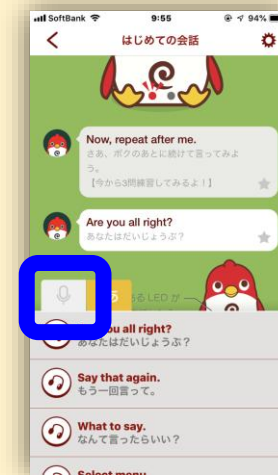 SoftBank 9:55 94%
はじめての会話
Now, repeat after me.
さあ、ボクのあとに続けて言ってみよ
う。
【今から3問練習してみるよ！】
Are you all right?
あなたはだいじょうぶ？
あ るLEDが
ou all right?
あなたはだいじょうぶ？
Say that again.
もう一回言って。
What to say.
なんて言ったらいい？
Select menu.